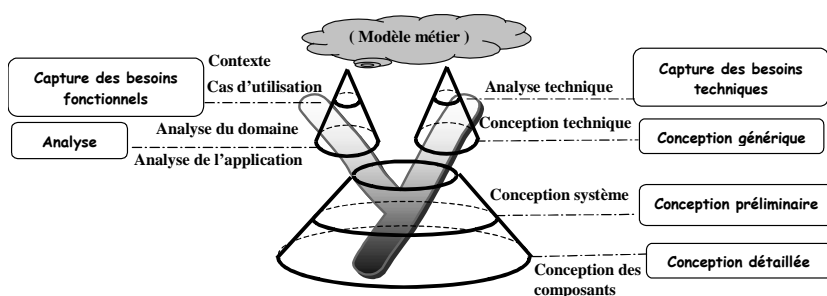 ( Modèle métier )
Contexte
Capture des besoins
fonctionnels
Cas d’utilisation
Analyse technique
Capture des besoins
techniques
Analyse
Analyse du domaine
Analyse de l’application
Conception technique
Conception générique
Conception système
Conception préliminaire
Conception des
composants
Conception détaillée